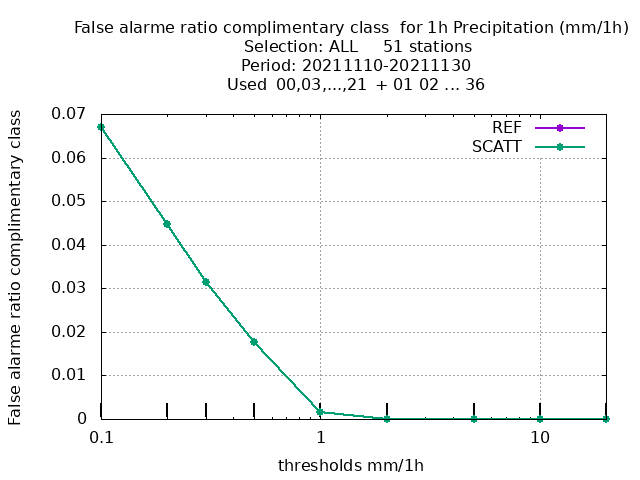 False alarme ratio complimentary class  for 1h Precipitation (mm/1h)
Selection: ALL     51 stations
Period: 20211110-20211130
Used  00,03,...,21  + 01 02 ... 36
False alarme ratio complimentary class
0.07
0.06
0.05
0.04
0.03
0.02
0.01
0
REF
SCATT
0.1
1
10
thresholds mm/1h